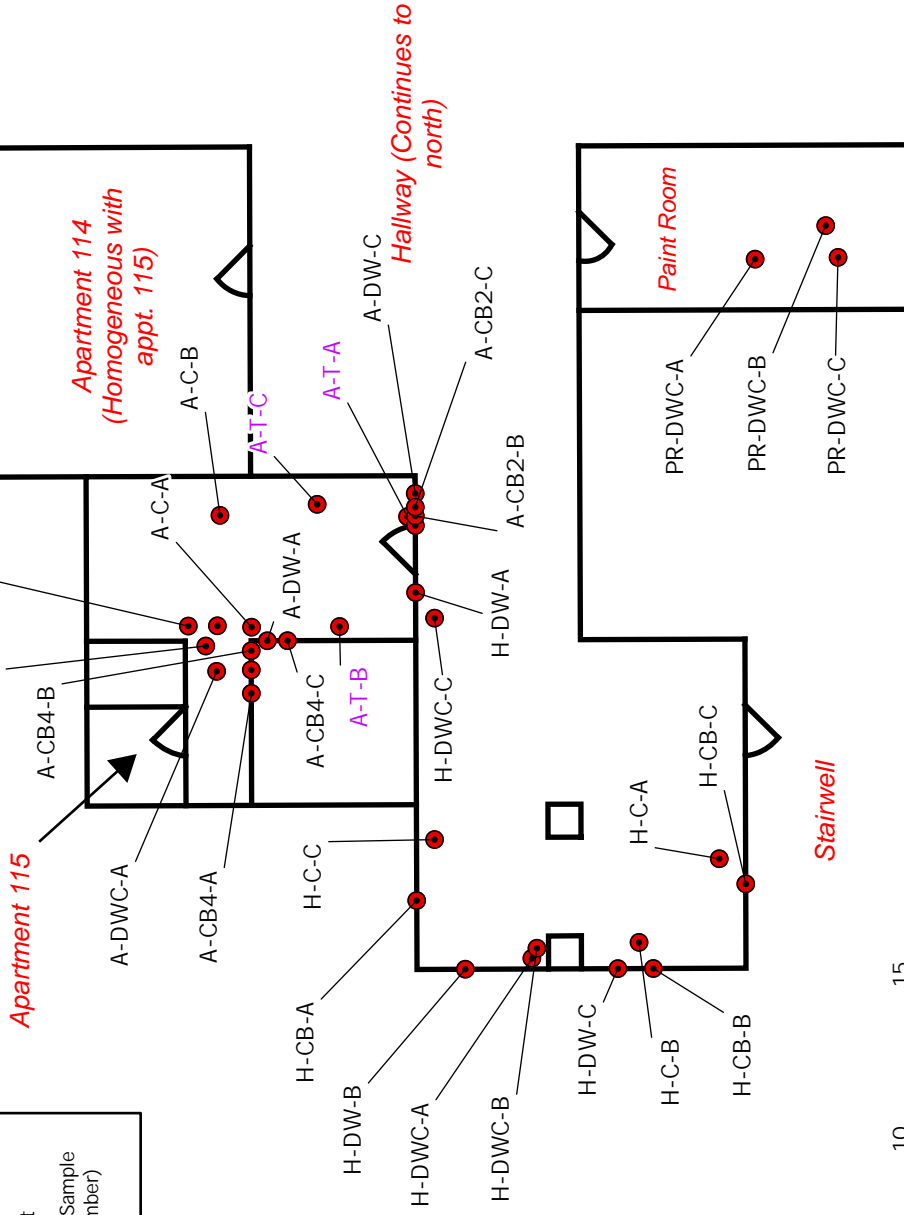 Apartment 115
Apartment 114
(Homogeneous with
appt. 115)
Hallway (Continues to
north)
Paint Room
Stairwell
A-DWC-A
A-CB4-B
A-CB4-A
A-C-A
A-C-B
A-DW-A
A-CB4-C
A-T-B
A-T-C
A-T-A
A-DW-C
A-CB2-C
A-CB2-B
H-DW-A
H-DWC-C
H-C-C
H-CB-A
H-DW-B
H-DWC-A
H-DWC-B
H-DW-C
H-C-B
H-CB-B
H-C-A
H-CB-C
PR-DWC-A
PR-DWC-B
PR-DWC-C
Sample
mber)
10
15